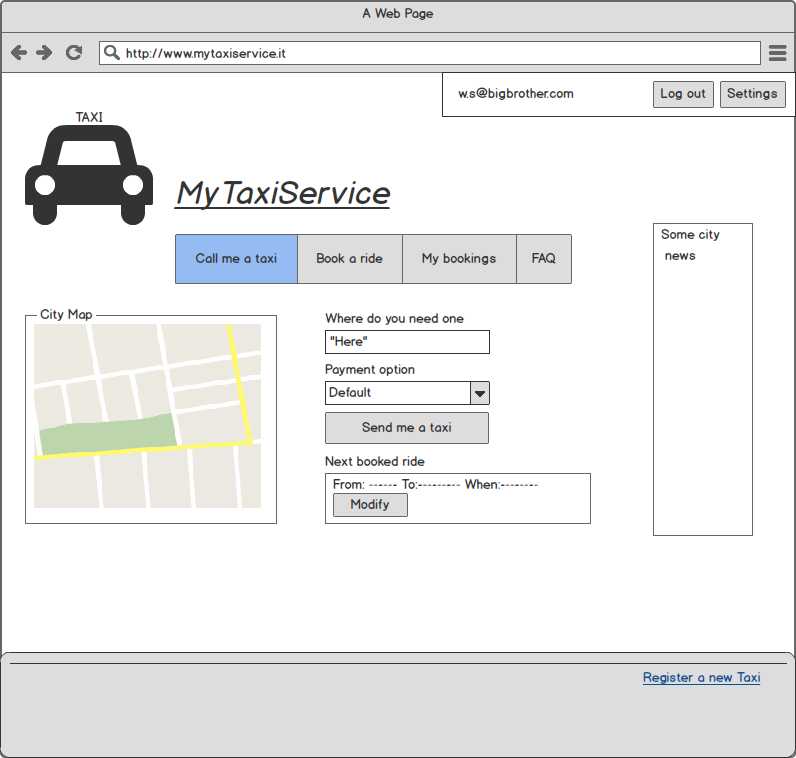 A Web Page
http://www.mytaxiservice.it
w.s@bigbrother.com
Log out
Settings
TAXI
MyTaxiService
Call me a taxi
Book a ride
My bookings
FAQ
Some city
news
City Map
Where do you need one
"Here"
Payment option
Default
Send me a taxi
Next booked ride
From: ------ To:--------- When:--------
Modify
Register a new Taxi